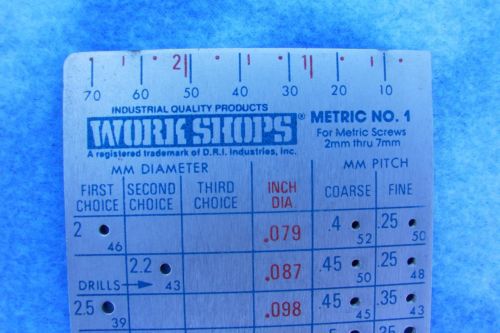 2 1
70 60 50 40 30 20 10
INDUSTRIAL QUALITY PRODUCTS
WORK SHOPS® METRIC NO. 1
For Metric Screws
A registered trademark of D.R.I. Industries, Inc. 2mm thru 7mm
MM DIAMETER MM PITCH
FIRST CHOICE SECOND CHOICE THIRD CHOICE INCH DIA COARSE FINE
2 .079 .4 .25
46 52 50
2.2 .087 .45 .25
DRILLS 43 50 48
2.5 .098 .45 .35
39 45 43